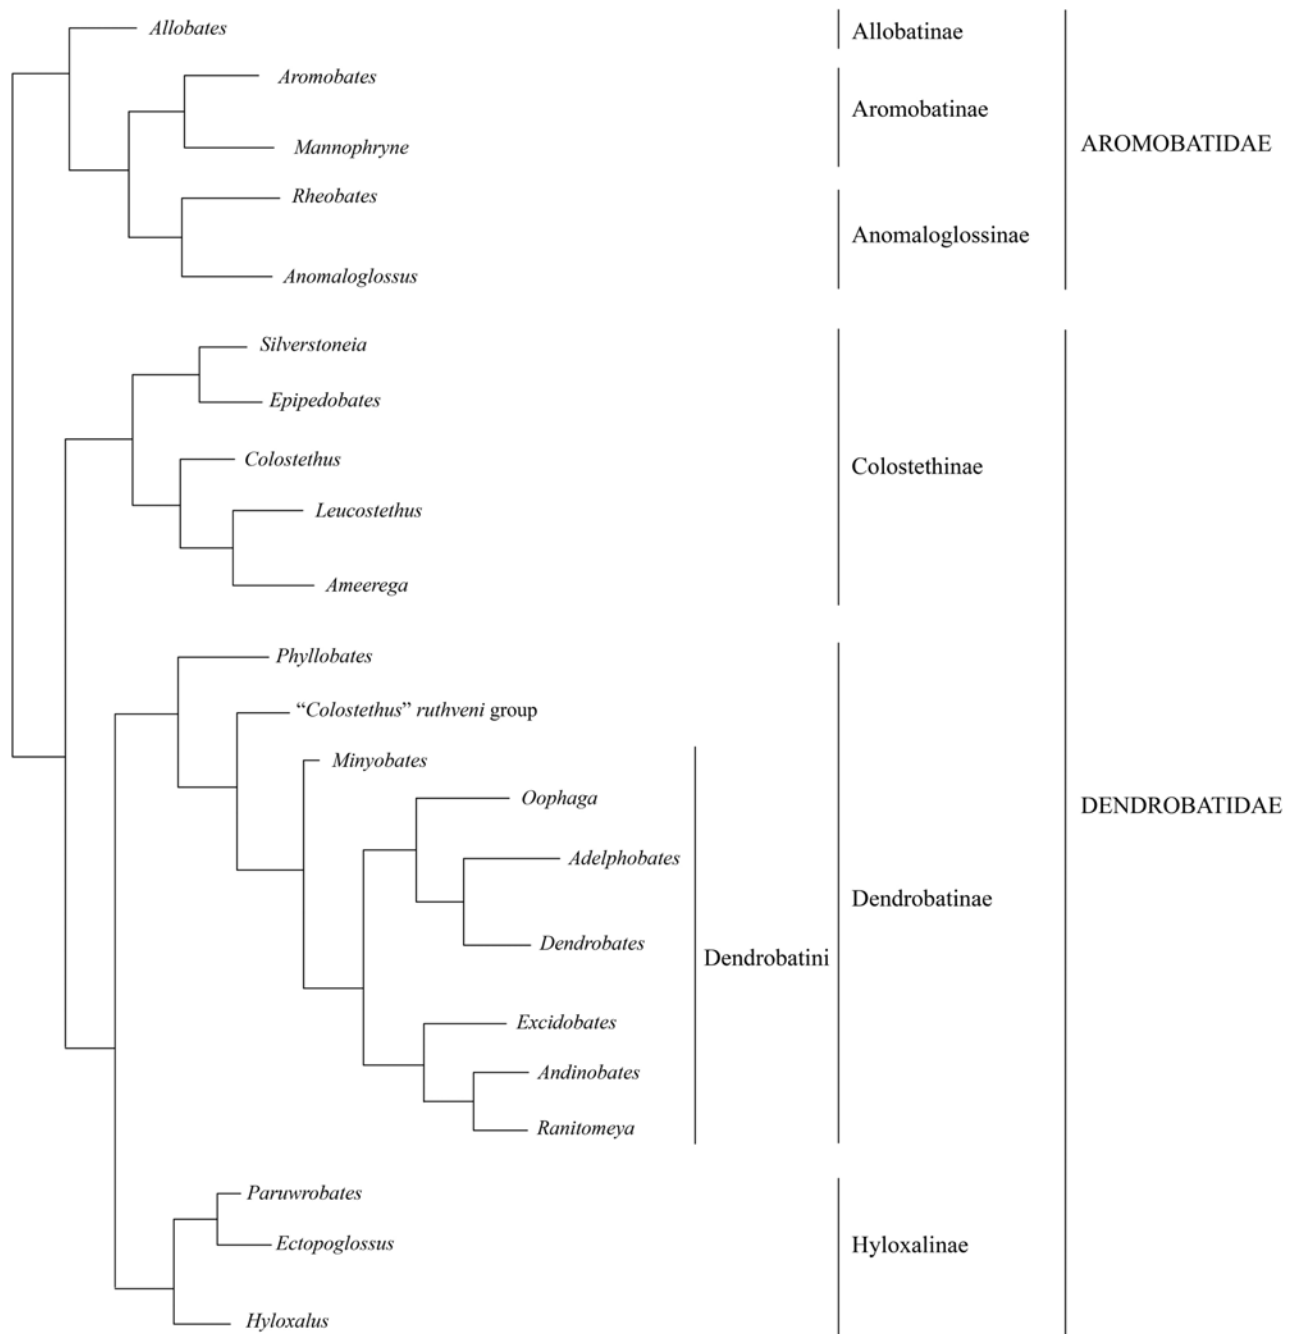 Allobates
Allobatinae
Aromobates
Aromobatinae
Mannophryne
AROMOBATIDAE
Rheobates
Anomaloglossinae
Anomaloglossus
Silverstoneia
Epipedobates
Colostethus
Colostethinae
Leucostethus
Ameerega
Phyllobates
“Colostethus” ruthveni group
Minyobates
Oophaga
DENDROBATIDAE
Adelphobates
Dendrobatinae
Dendrobates
Dendrobatini
Excidobates
Andinobates
Ranitomeya
Paruwrobates
Ectopoglossus
Hyloxalinae
Hyloxalus